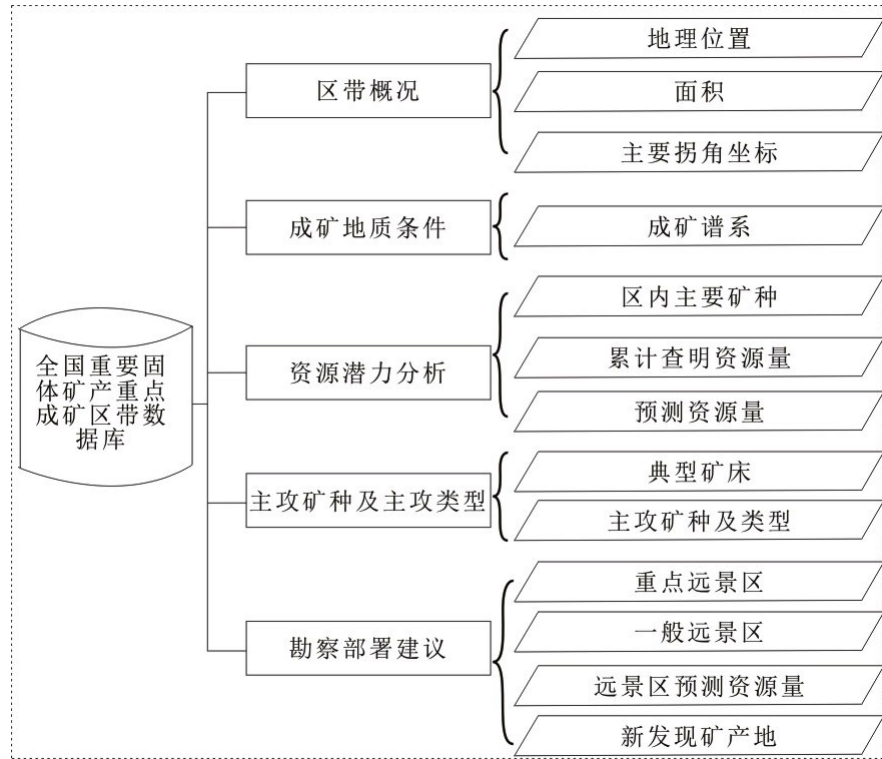 全国重要固
体矿产重点
成矿区带数
据库
区带概况
地理位置
面积
主要拐角坐标
成矿地质条件
成矿谱系
资源潜力分析
区内主要矿种
累计查明资源量
预测资源量
主攻矿种及主攻类型
典型矿床
主攻矿种及类型
勘察部署建议
重点远景区
一般远景区
远景区预测资源量
新发现矿产地